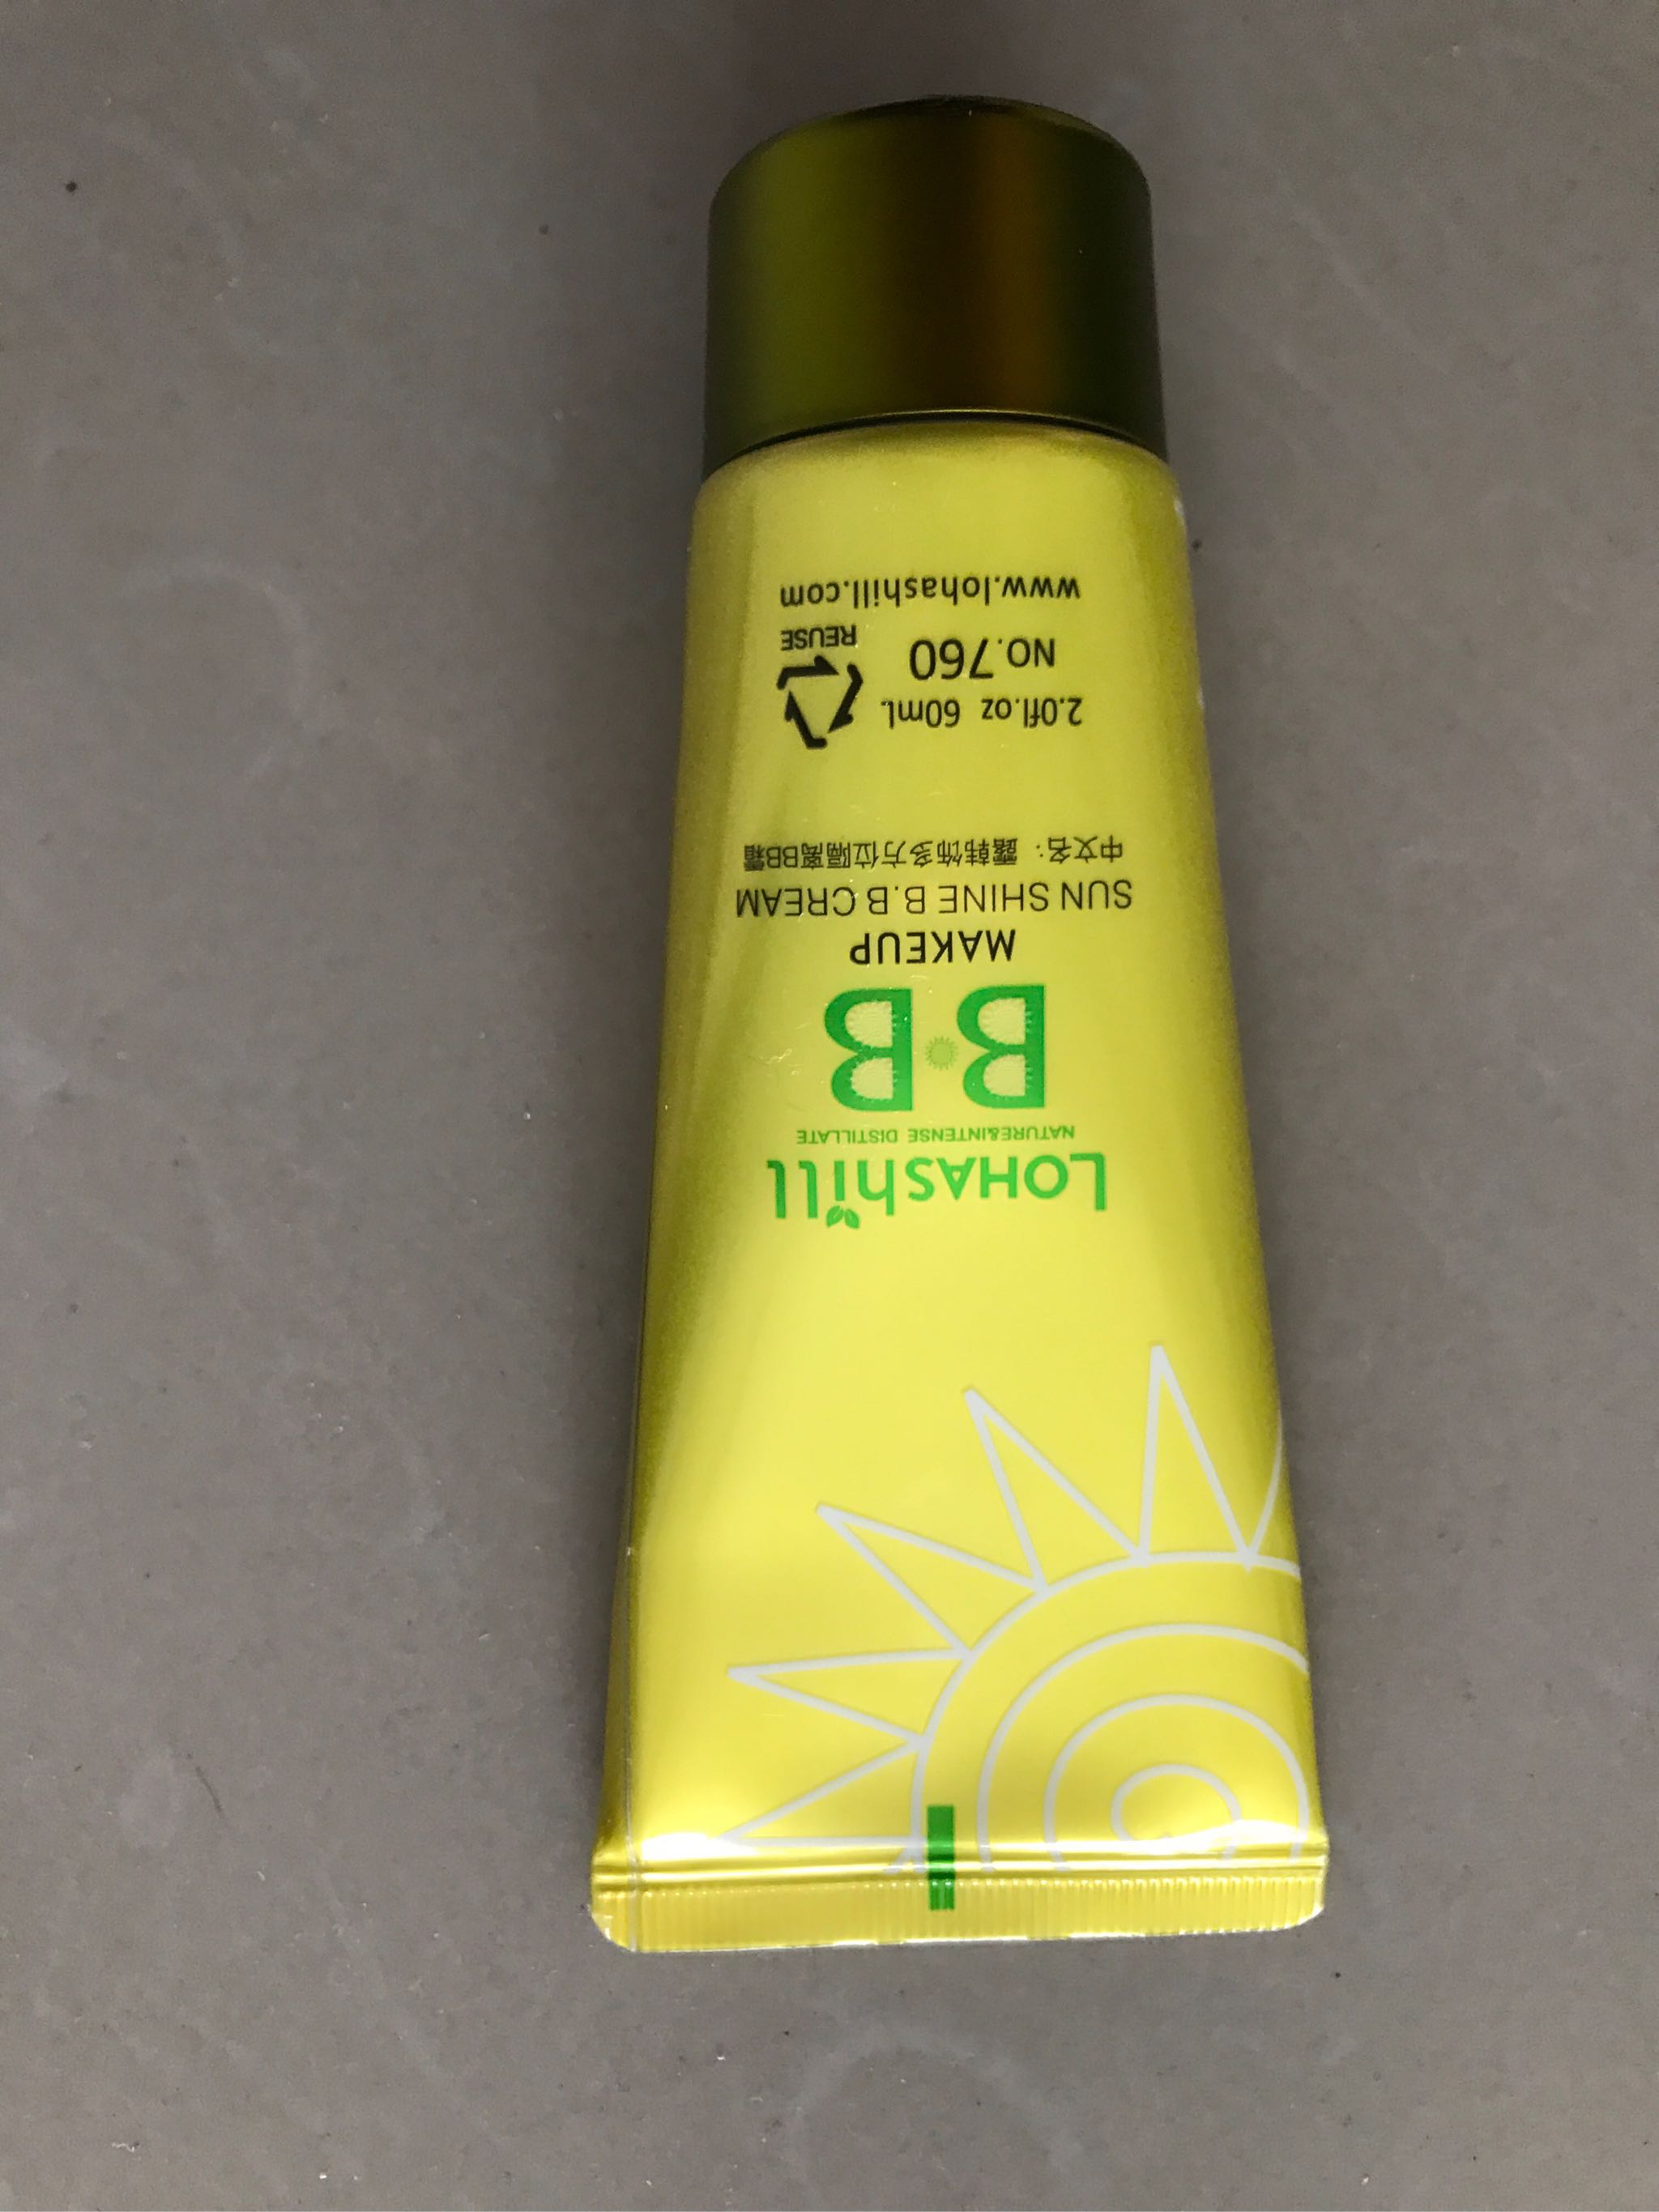 LOHAShill
NATURE&INTENSE DISTILLATE
B·B
MAKEUP
SUN SHINE B.B CREAM
中文名：露韩饰多方位隔离BB霜
2.0fl.oz 60mL
NO.760
REUSE
www.lohashill.com